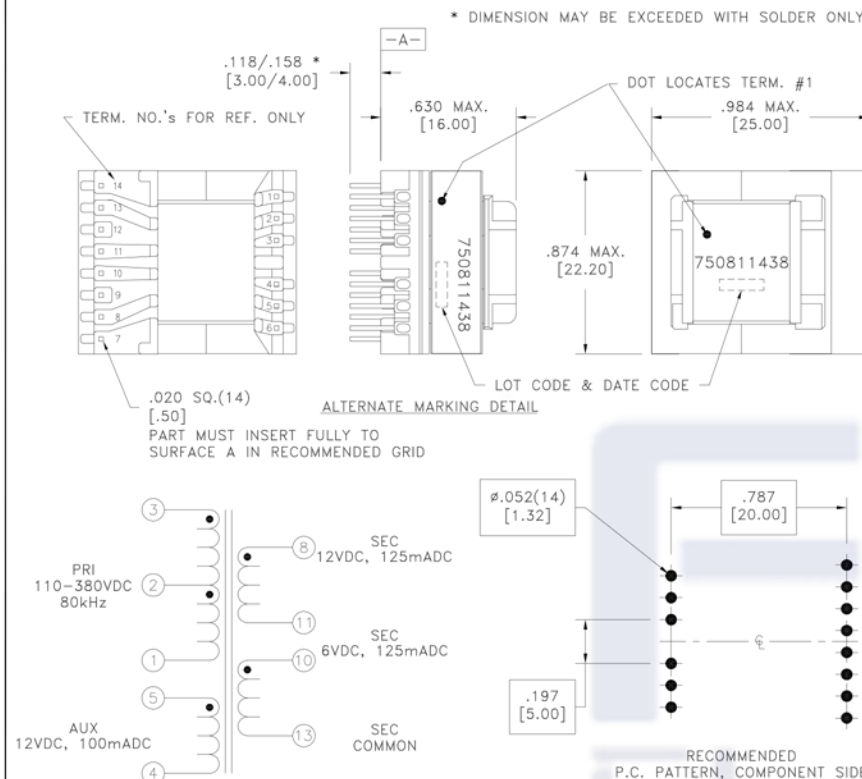 * DIMENSION MAY BE EXCEEDED WITH SOLDER ONLY
-A-
.118/.158 *
[3.00/4.00]
DOT LOCATES TERM. #1
.630 MAX.
[16.00]
.984 MAX.
[25.00]
TERM. NO.'s FOR REF. ONLY
14
13
12
11
10
9
8
7
1
2
3
4
5
6
750811438
.874 MAX.
[22.20]
750811438
LOT CODE & DATE CODE
.020 SQ.(14)
[.50]
ALTERNATE MARKING DETAIL
PART MUST INSERT FULLY TO
SURFACE A IN RECOMMENDED GRID
3
PRI
110-380VDC
80kHz
2
1
5
AUX
12VDC, 100mADC
4
8
SEC
12VDC, 125mADC
11
SEC
6VDC, 125mADC
10
13
SEC
COMMON
ø.052(14)
[1.32]
.787
[20.00]
℄
.197
[5.00]
RECOMMENDED
P.C. PATTERN, COMPONENT SIDE